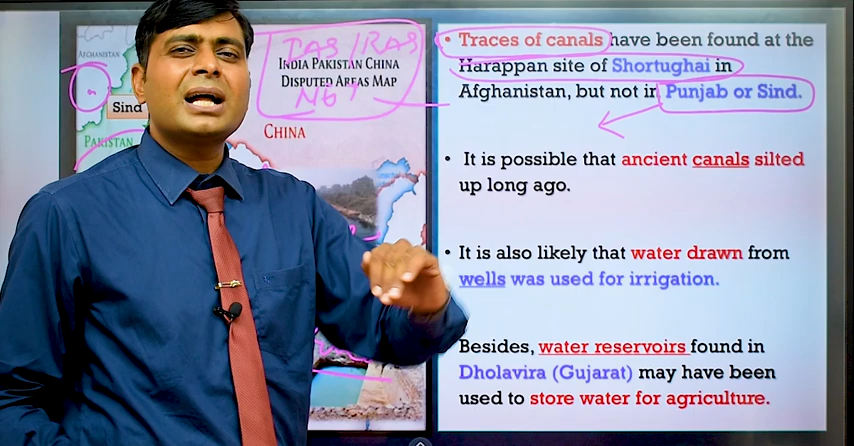 AFGHANISTAN
Sind
PAKISTAN
IAS/RAS
INDIA PAKISTAN CHINA
DISPUTED AREAS MAP
CHINA
• Traces of canals have been found at the
Harappan site of Shortughai in
Afghanistan, but not in Punjab or Sind.
• It is possible that ancient canals silted
up long ago.
• It is also likely that water drawn from
wells was used for irrigation.
Besides, water reservoirs found in
Dholavira (Gujarat) may have been
used to store water for agriculture.